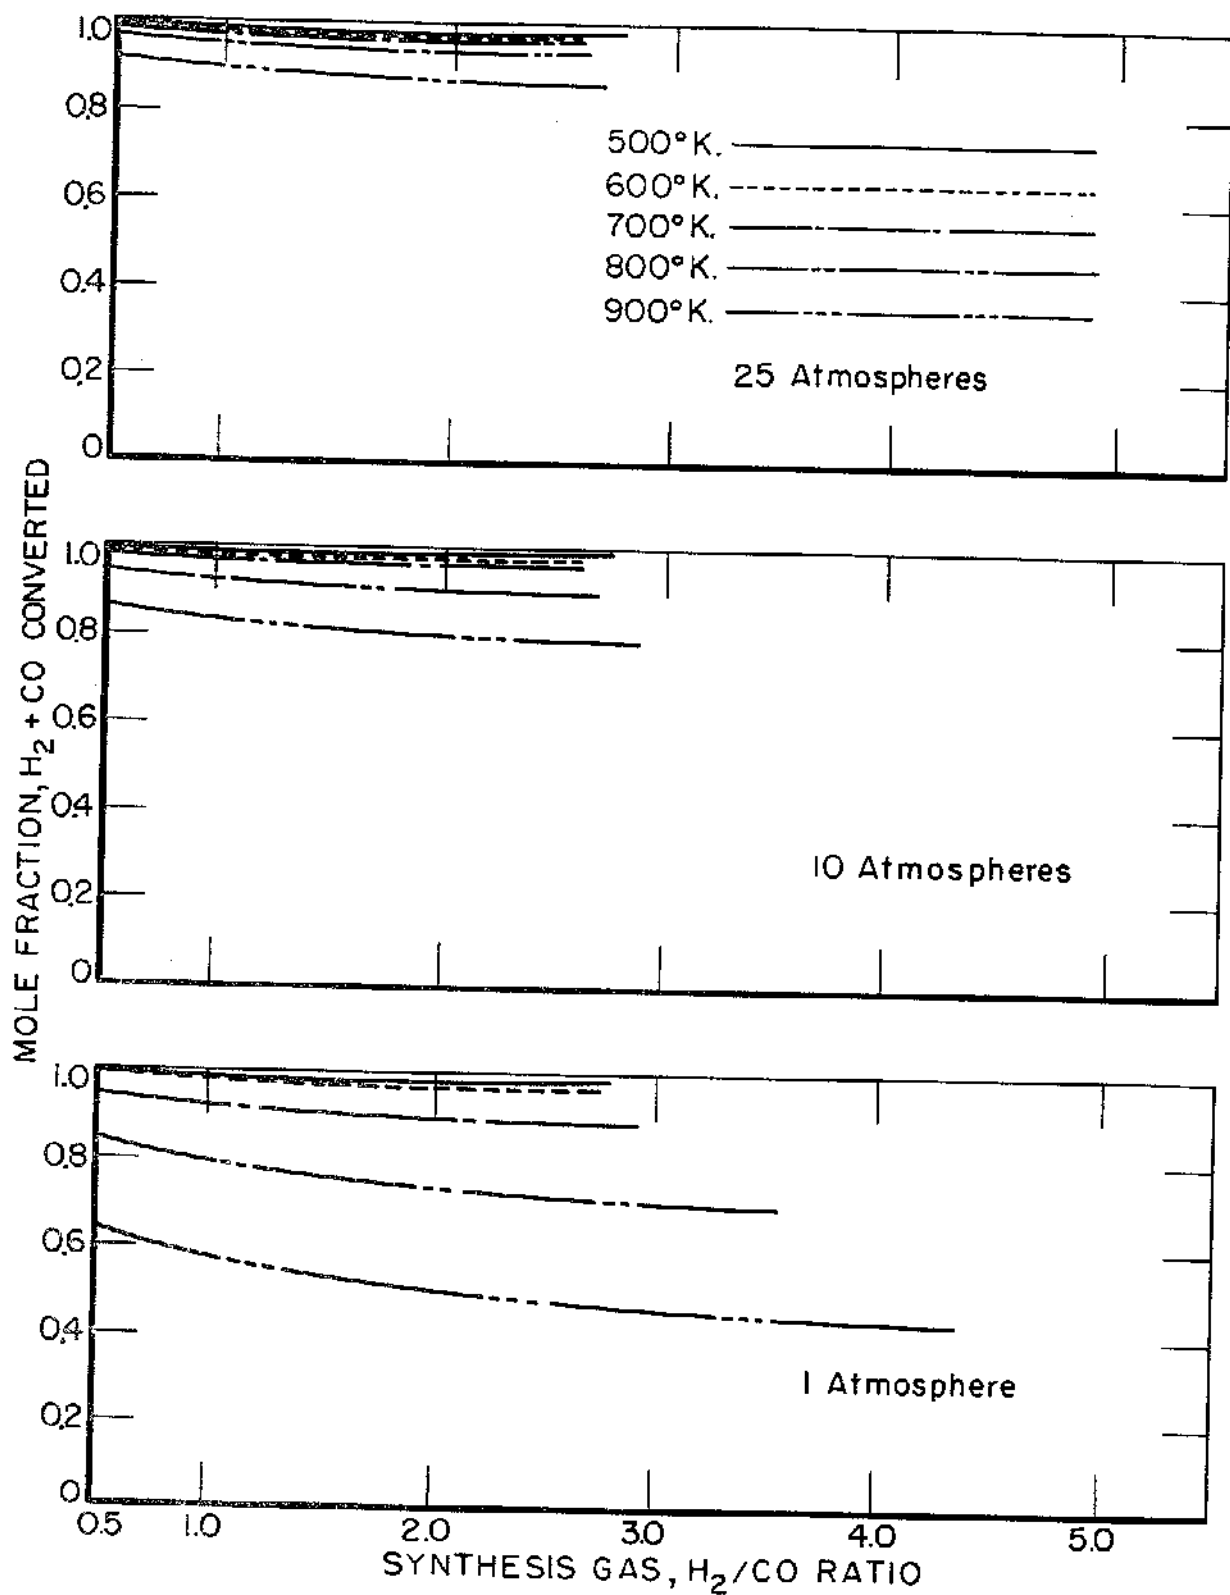 MOLE FRACTION, H₂ + CO CONVERTED
1.0
0.8
0.6
0.4
0.2
0
500°K.
600°K.
700°K.
800°K.
900°K.
25 Atmospheres
1.0
0.8
0.6
0.4
0.2
0
10 Atmospheres
1.0
0.8
0.6
0.4
0.2
0
1 Atmosphere
0.5 1.0 2.0 3.0 4.0 5.0
SYNTHESIS GAS, H₂/CO RATIO